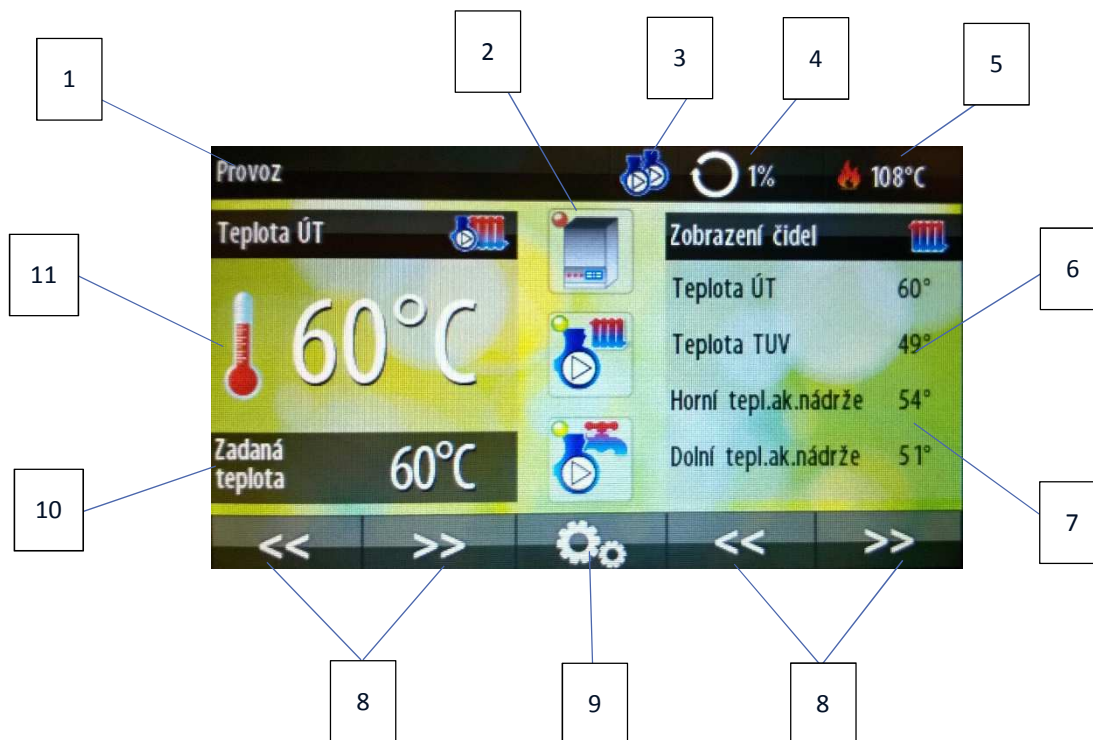 1
2
3
4
5
Provoz
1%
108°C
Teplota ÚT
Zobrazení čidel
11
60°C
Teplota ÚT 60°
6
Teplota TUV 49°
Horní tepl.ak.nádrže 54°
Zadaná
teplota
60°C
Dolní tepl.ak.nádrže 51°
10
7
<< >> << >>
8
9
8